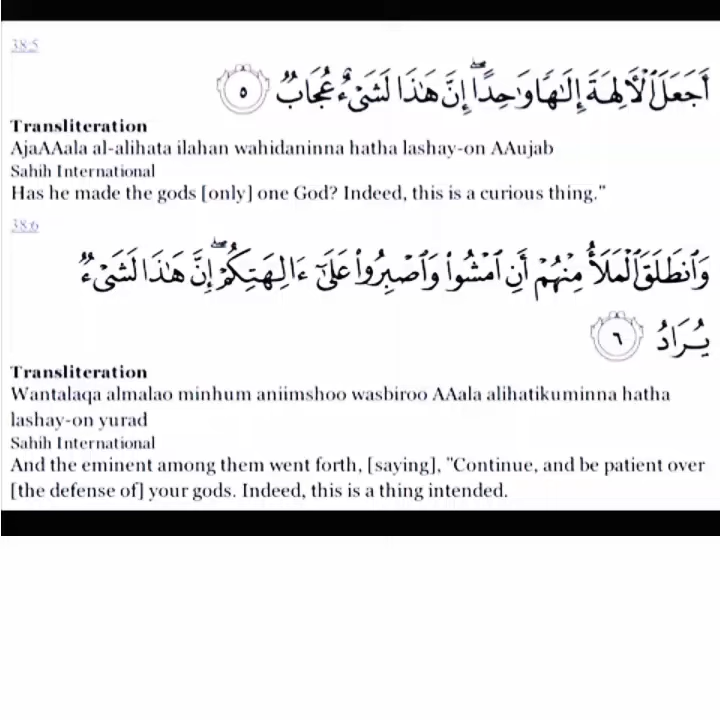 38:5
أَجَعَلَ ٱلْأَلِهَةَ إِلَٰهًا وَٰحِدًا ۖ إِنَّ هَٰذَا لَشَىْءٌ عُجَابٌ ٥
Transliteration
AjaAAala al-alihata ilahan wahidaninna hatha lashay-on AAujab
Sahih International
Has he made the gods [only] one God? Indeed, this is a curious thing."
38:6
وَٱنطَلَقَ ٱلْمَلَأُ مِنْهُمْ أَنِ ٱمْشُوا۟ وَٱصْبِرُوا۟ عَلَىٰٓ ءَالِهَتِكُمْ ۖ إِنَّ هَٰذَا لَشَىْءٌ
يُرَادُ ٦
Transliteration
Wantalaqa almalao minhum aniimshoo wasbiroo AAala alihatikuminna hatha
lashay-on yurad
Sahih International
And the eminent among them went forth, [saying], "Continue, and be patient over
[the defense of] your gods. Indeed, this is a thing intended.